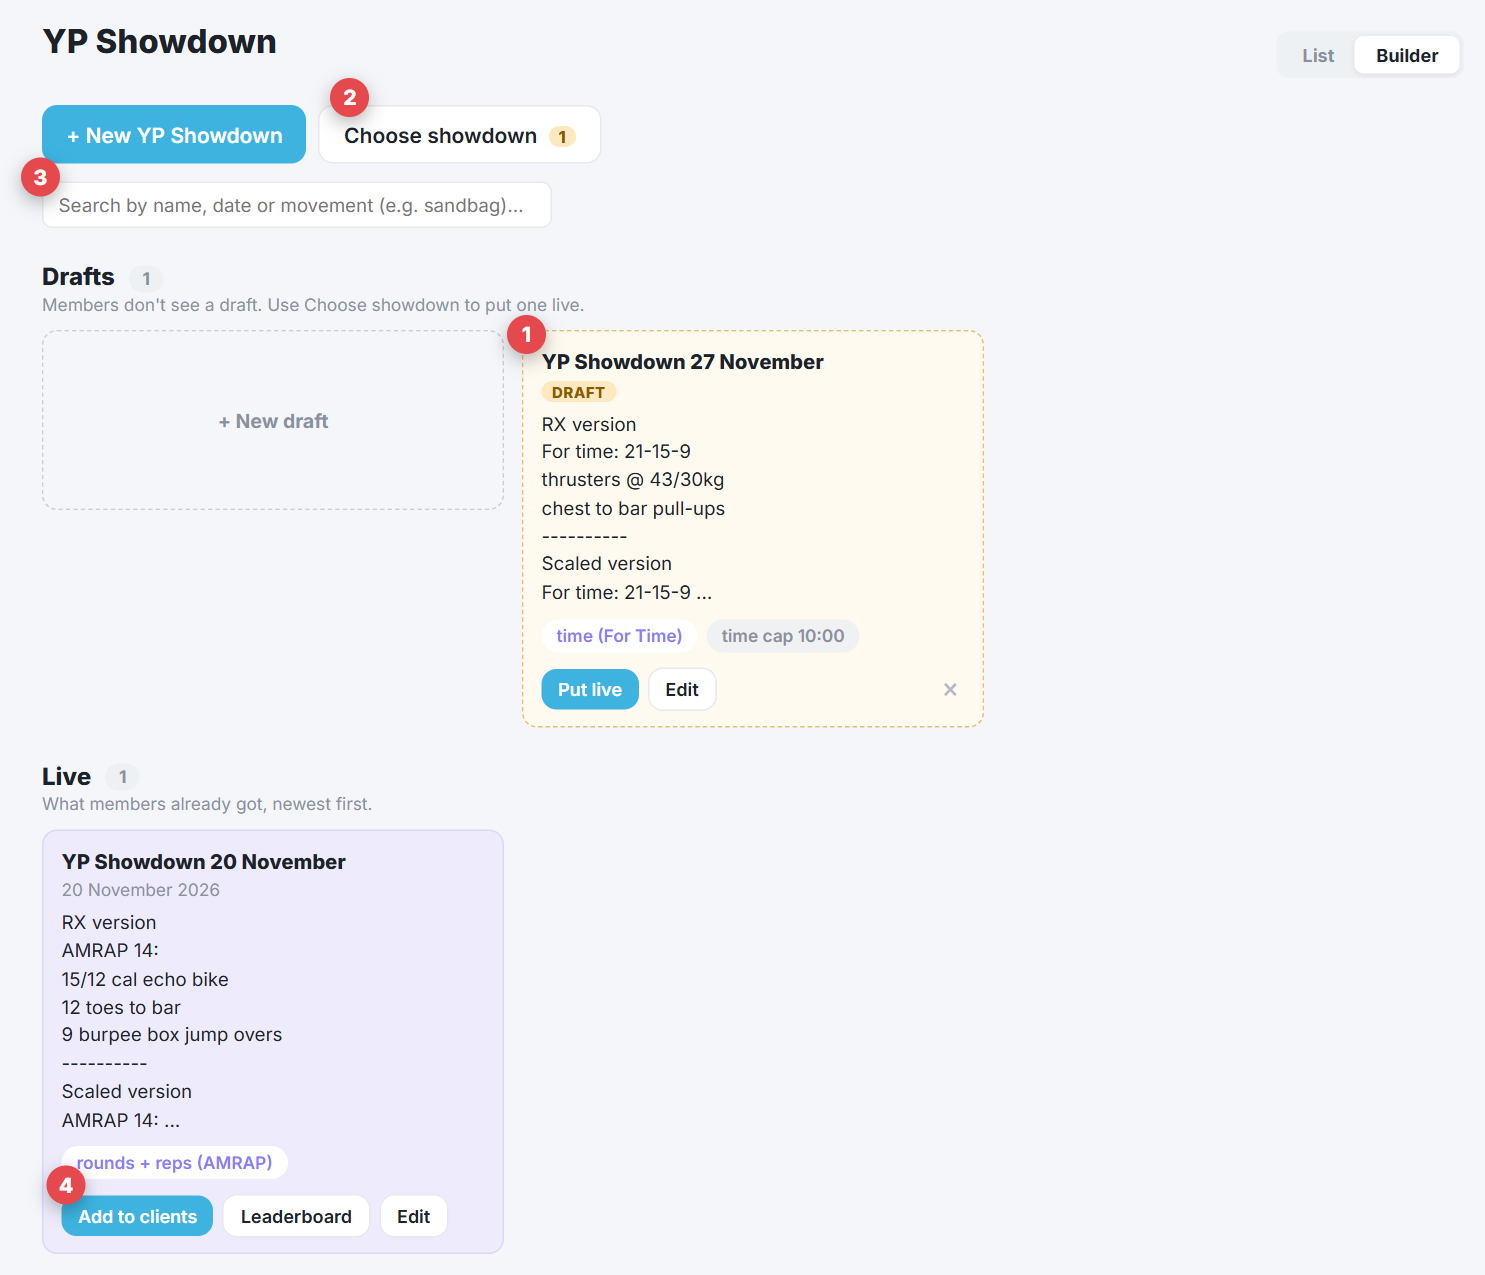 YP Showdown
List
Builder
2
+ New YP Showdown
Choose showdown 1
3
Search by name, date or movement (e.g. sandbag)...
Drafts 1
Members don't see a draft. Use Choose showdown to put one live.
+ New draft
1
YP Showdown 27 November
DRAFT
RX version
For time: 21-15-9
thrusters @ 43/30kg
chest to bar pull-ups
----------
Scaled version
For time: 21-15-9 ...
time (For Time)
time cap 10:00
Put live
Edit
×
Live 1
What members already got, newest first.
YP Showdown 20 November
20 November 2026
RX version
AMRAP 14:
15/12 cal echo bike
12 toes to bar
9 burpee box jump overs
----------
Scaled version
AMRAP 14: ...
rounds + reps (AMRAP)
4
Add to clients
Leaderboard
Edit